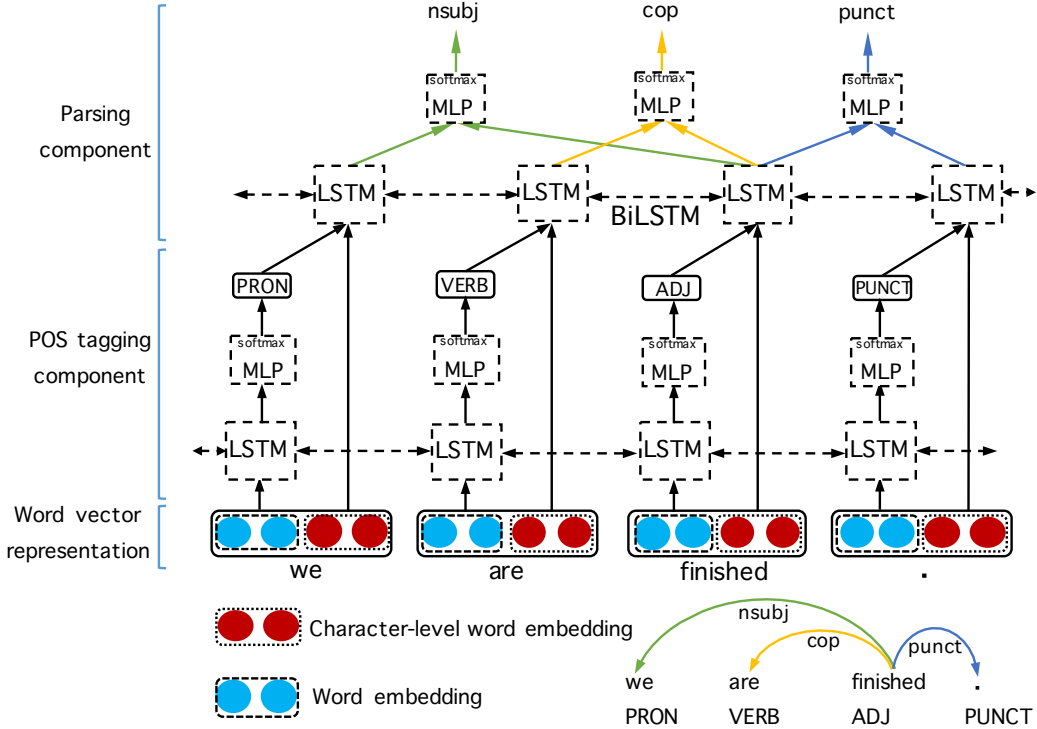 nsubj cop punct
softmax softmax softmax
MLP MLP MLP
Parsing
component
LSTM LSTM LSTM LSTM
BiLSTM
PRON VERB ADJ PUNCT
POS tagging
component
softmax softmax softmax softmax
MLP MLP MLP MLP
LSTM LSTM LSTM LSTM
Word vector
representation
we are finished .
Character-level word embedding
Word embedding
nsubj
cop punct
we are finished .
PRON VERB ADJ PUNCT